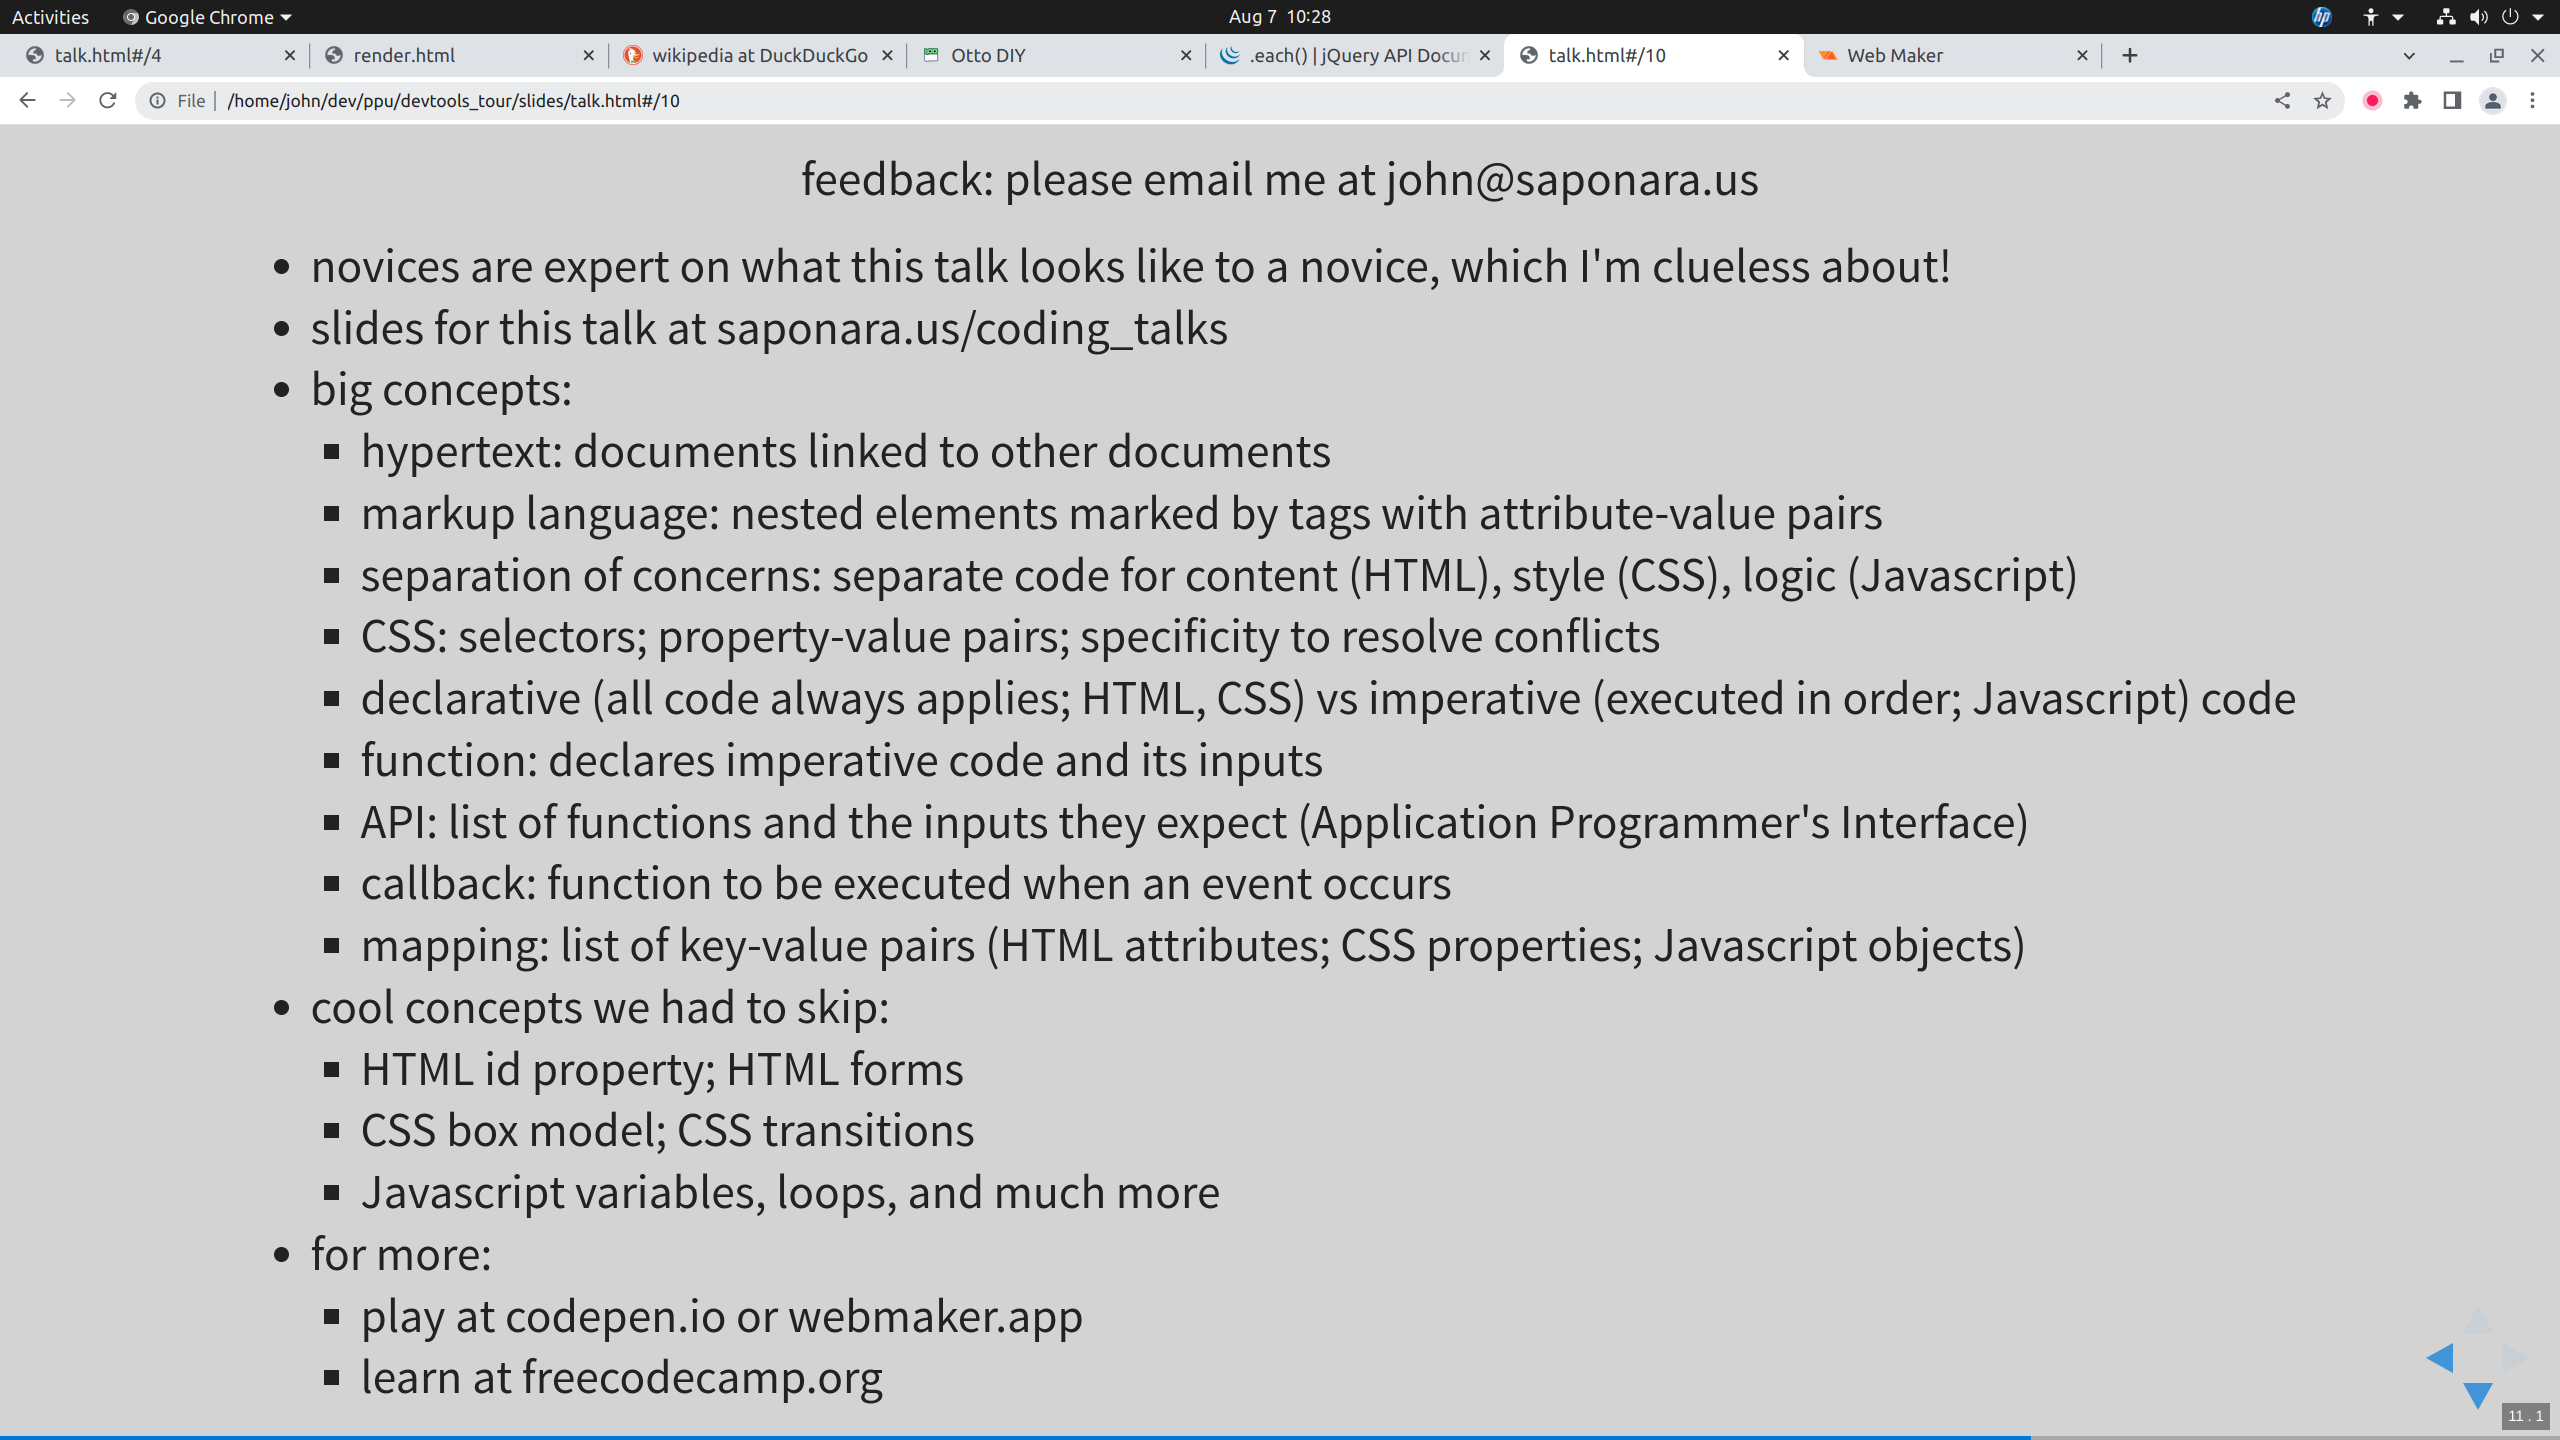 Activities
Google Chrome
Aug 7 10:28
hp
talk.html#/4
render.html
wikipedia at DuckDuckGo
Otto DIY
.each() | jQuery API Docu
talk.html#/10
Web Maker
File | /home/john/dev/ppu/devtools_tour/slides/talk.html#/10
feedback: please email me at john@saponara.us
novices are expert on what this talk looks like to a novice, which I'm clueless about!
slides for this talk at saponara.us/coding_talks
big concepts:
hypertext: documents linked to other documents
markup language: nested elements marked by tags with attribute-value pairs
separation of concerns: separate code for content (HTML), style (CSS), logic (Javascript)
CSS: selectors; property-value pairs; specificity to resolve conflicts
declarative (all code always applies; HTML, CSS) vs imperative (executed in order; Javascript) code
function: declares imperative code and its inputs
API: list of functions and the inputs they expect (Application Programmer's Interface)
callback: function to be executed when an event occurs
mapping: list of key-value pairs (HTML attributes; CSS properties; Javascript objects)
cool concepts we had to skip:
HTML id property; HTML forms
CSS box model; CSS transitions
Javascript variables, loops, and much more
for more:
play at codepen.io or webmaker.app
learn at freecodecamp.org
11 . 1